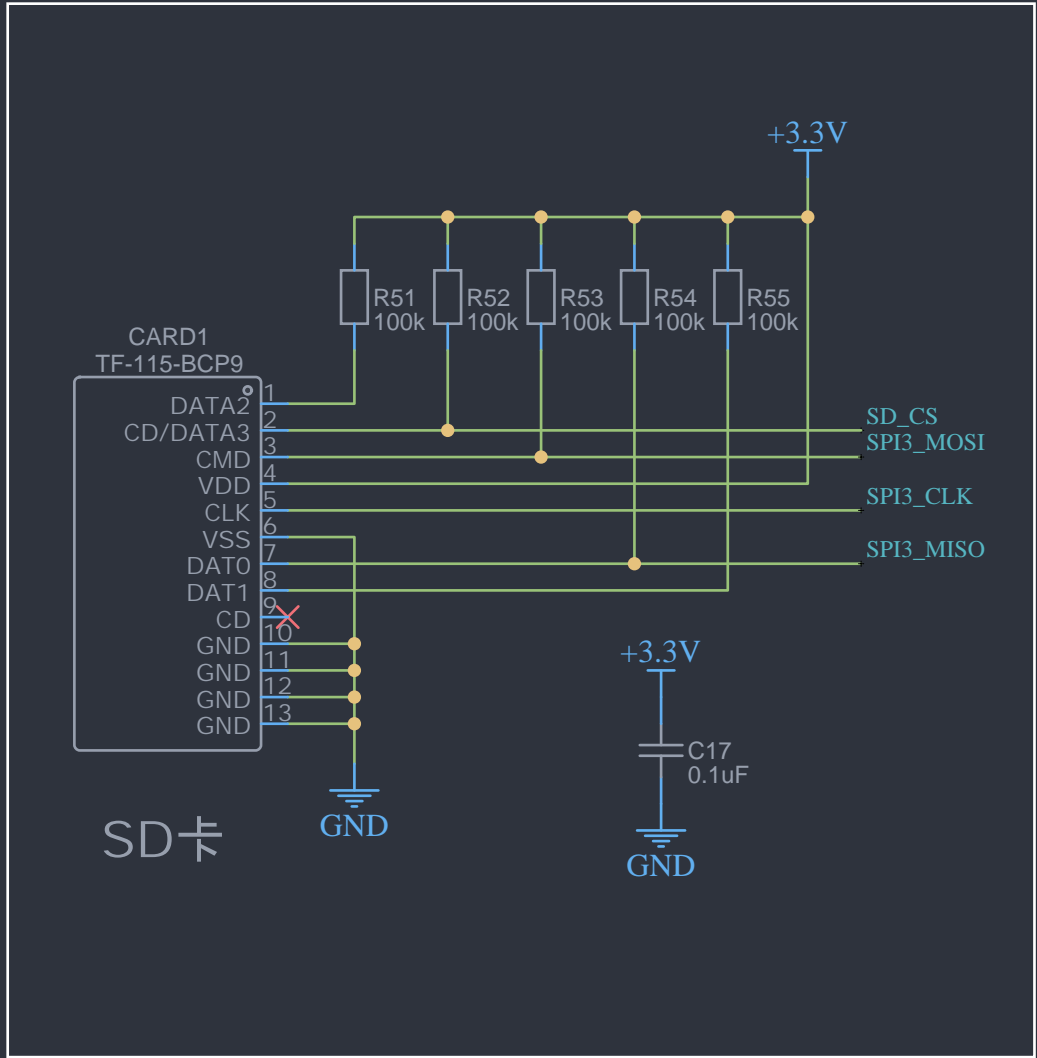 +3.3V
R51
100k
R52
100k
R53
100k
R54
100k
R55
100k
CARD1
TF-115-BCP9
DATA2 1
CD/DATA3 2
CMD 3
VDD 4
CLK 5
VSS 6
DAT0 7
DAT1 8
CD 9
GND 10
GND 11
GND 12
GND 13
SD_CS
SPI3_MOSI
SPI3_CLK
SPI3_MISO
+3.3V
C17
0.1uF
GND
GND
SD卡